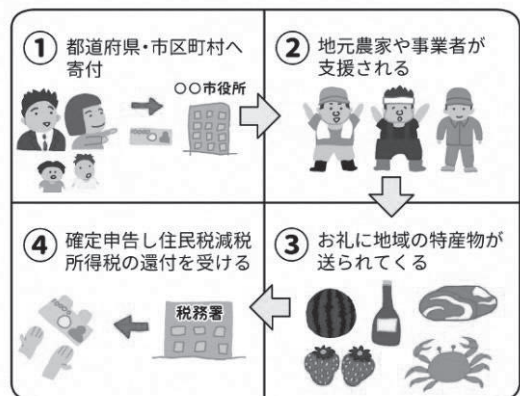 ① 都道府県・市区町村へ
寄付
○○市役所
② 地元農家や事業者が
支援される
③ お礼に地域の特産物が
送られてくる
④ 確定申告し住民税減税
所得税の還付を受ける
税務署